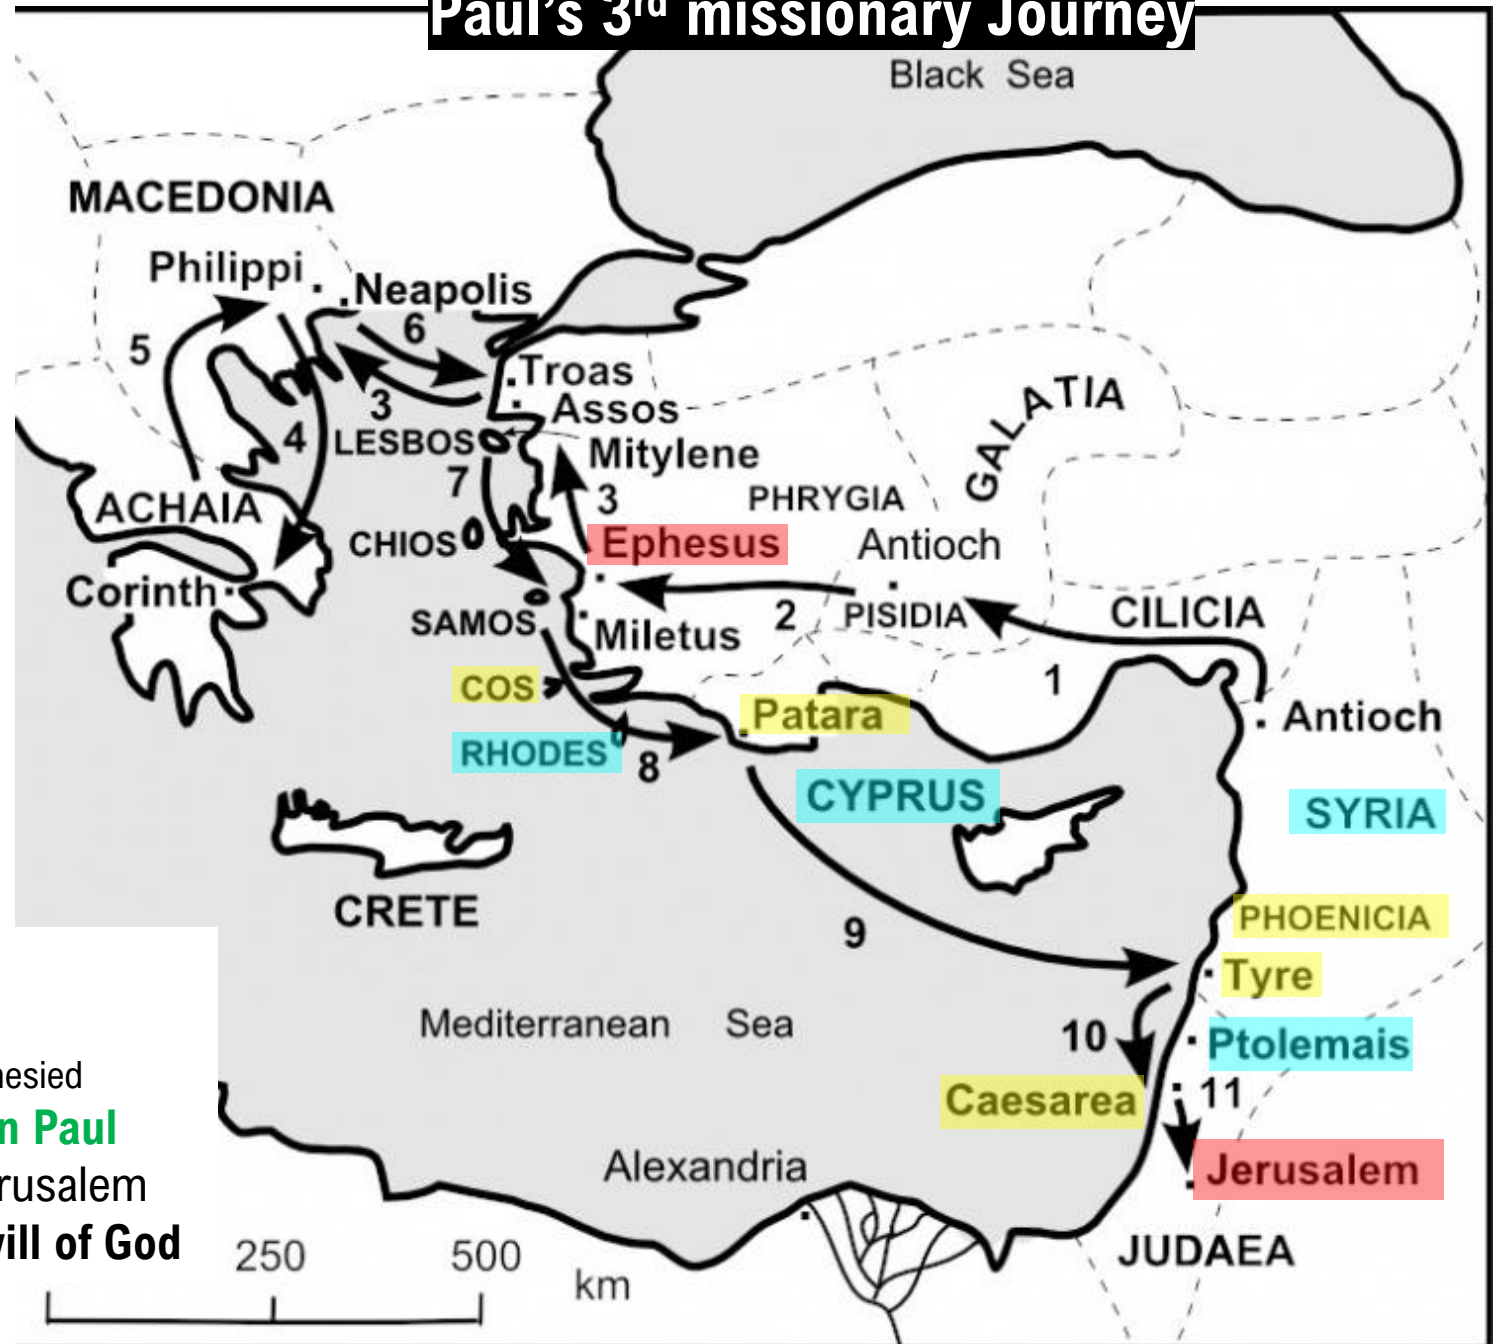 Paul's 3rd missionary Journey
Black Sea
MACEDONIA
Philippi
Neapolis
6
5
Troas
3
Assos
4
LESBOS
Mitylene
7
3
PHRYGIA
GALATIA
ACHAIA
CHIOS
Ephesus
Antioch
Corinth
2
PISIDIA
CILICIA
SAMOS
Miletus
1
COS
Patara
Antioch
RHODES
8
CYPRUS
SYRIA
CRETE
9
PHOENICIA
Tyre
Mediterranean Sea
10
Ptolemais
Caesarea
11
Alexandria
Jerusalem
JUDAEA
nesied
n Paul
rusalem
will of God
250
500
km